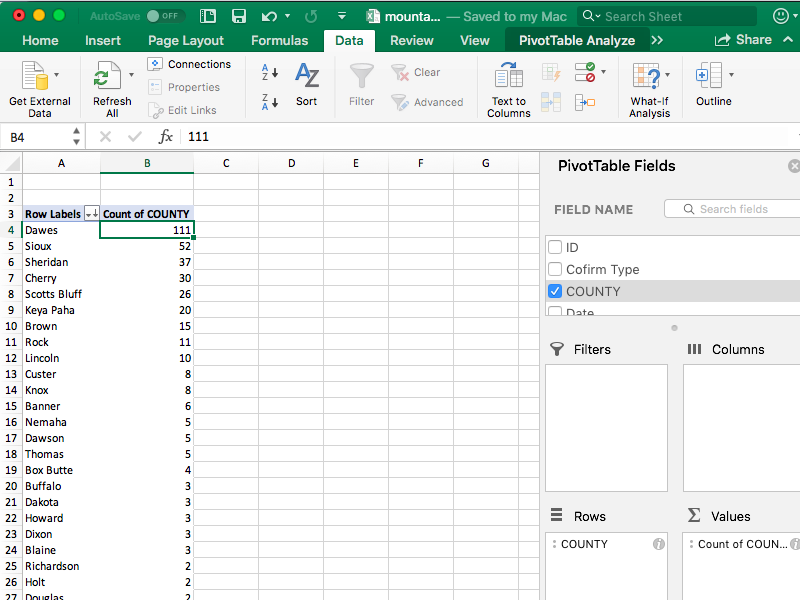 AutoSave OFF mounta... — Saved to my Mac Search Sheet
Home Insert Page Layout Formulas Data Review View PivotTable Analyze >> Share
Get External Data
Refresh All
Connections
Properties
Edit Links
A Z
Z A
A Z
Sort
Filter
Clear
Advanced
Text to Columns
What-If Analysis
Outline
B4 fx 111
A B C D E F G
1
2
3 Row Labels Count of COUNTY
4 Dawes 111
5 Sioux 52
6 Sheridan 37
7 Cherry 30
8 Scotts Bluff 26
9 Keya Paha 20
10 Brown 15
11 Rock 11
12 Lincoln 10
13 Custer 8
14 Knox 8
15 Banner 6
16 Nemaha 5
17 Dawson 5
18 Thomas 5
19 Box Butte 4
20 Buffalo 3
21 Dakota 3
22 Howard 3
23 Dixon 3
24 Blaine 3
25 Richardson 2
26 Holt 2
27 Douglas 2
PivotTable Fields
FIELD NAME Search fields
ID
Cofirm Type
COUNTY
Date
Filters
Columns
Rows
Σ Values
COUNTY
Count of COUN...